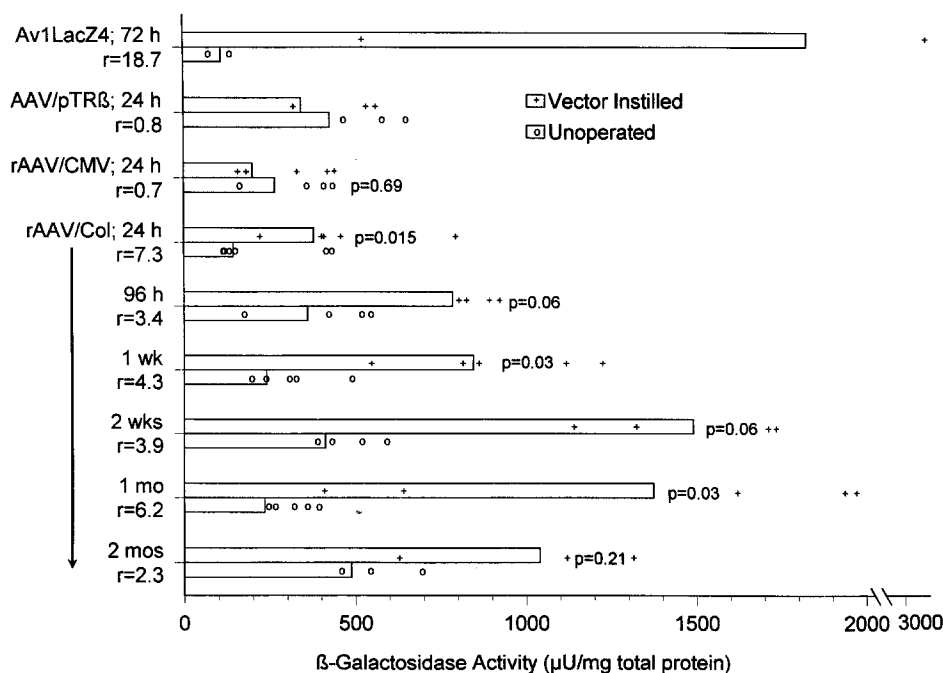 Av1LacZ4; 72 h
r=18.7
AAV/pTRß; 24 h
r=0.8
+ Vector Instilled
o Unoperated
rAAV/CMV; 24 h
r=0.7
p=0.69
rAAV/Col; 24 h
r=7.3
p=0.015
96 h
r=3.4
p=0.06
1 wk
r=4.3
p=0.03
2 wks
r=3.9
p=0.06
1 mo
r=6.2
p=0.03
2 mos
r=2.3
p=0.21
0 500 1000 1500 2000 3000
ß-Galactosidase Activity (µU/mg total protein)